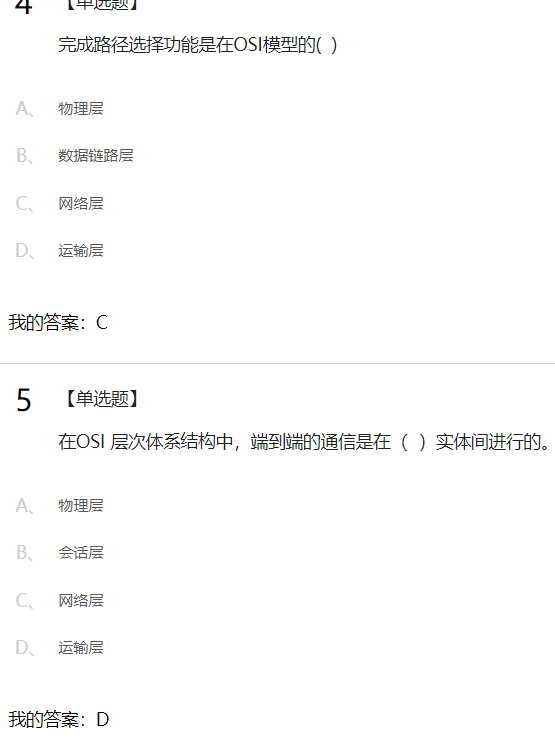 4 【单选题】
完成路径选择功能是在OSI模型的( )
A、 物理层
B、 数据链路层
C、 网络层
D、 运输层
我的答案：C
5 【单选题】
在OSI 层次体系结构中，端到端的通信是在（ ）实体间进行的。
A、 物理层
B、 会话层
C、 网络层
D、 运输层
我的答案：D